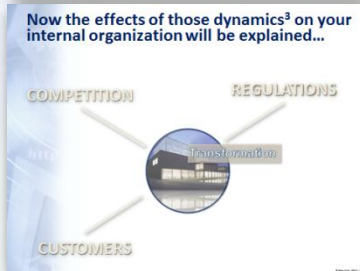 Now the effects of those dynamics³ on your
internal organization will be explained...
COMPETITION
REGULATIONS
Transformation
CUSTOMERS